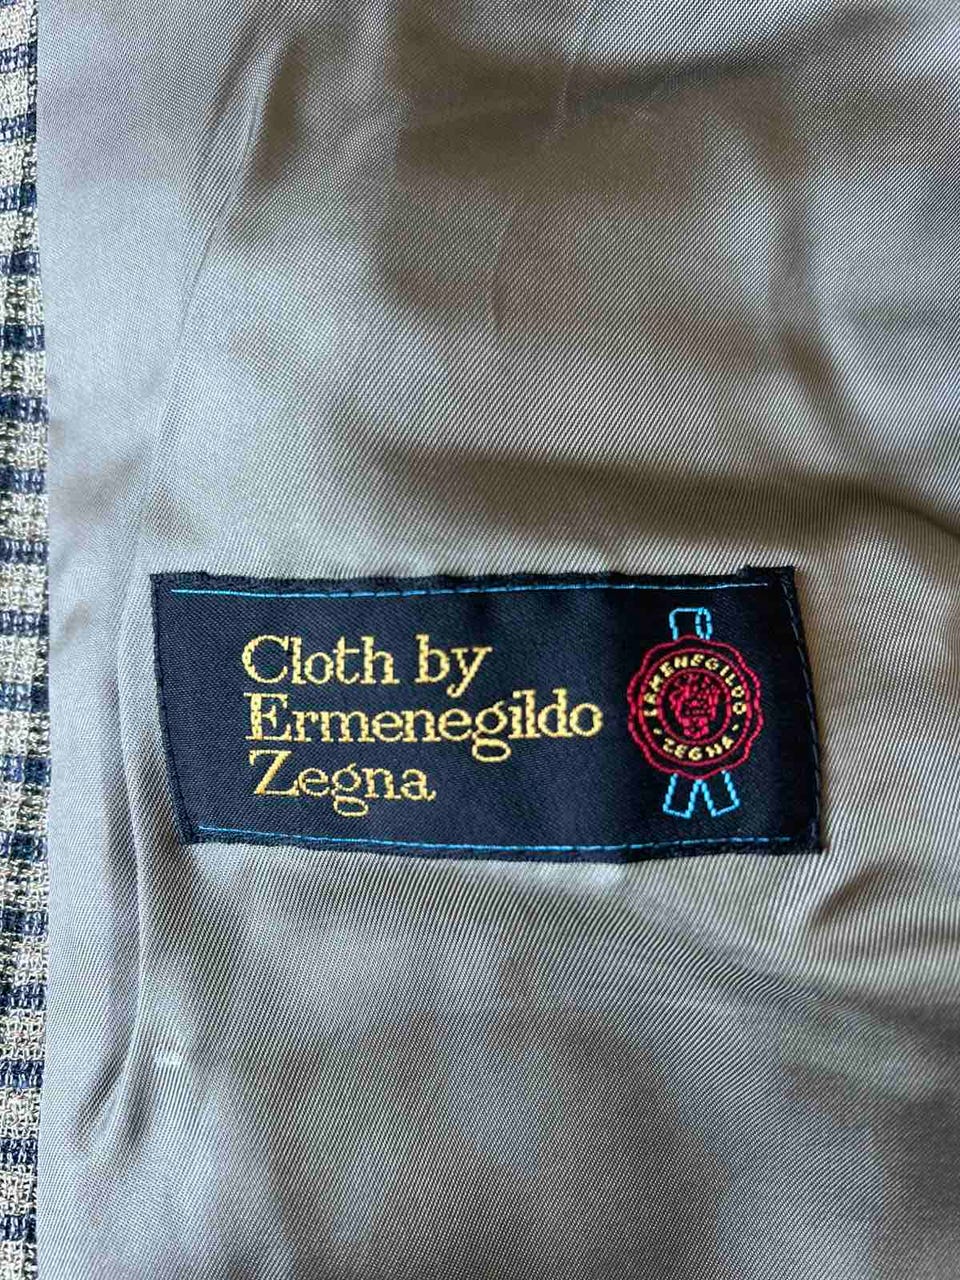 Cloth by
Ermenegildo
Zegna
ERMENEGILDO
ZEGNA